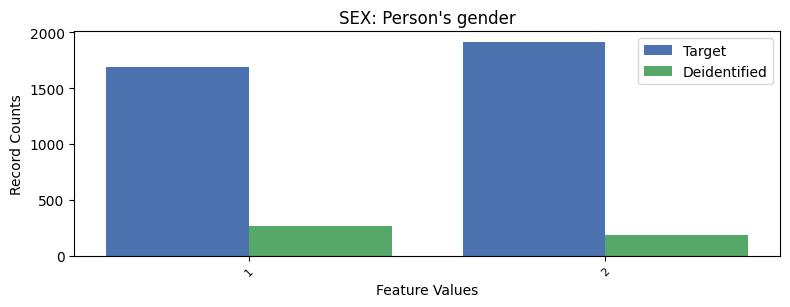 SEX: Person's gender
Target
Deidentified
Record Counts
2000
1500
1000
500
0
1
2
Feature Values